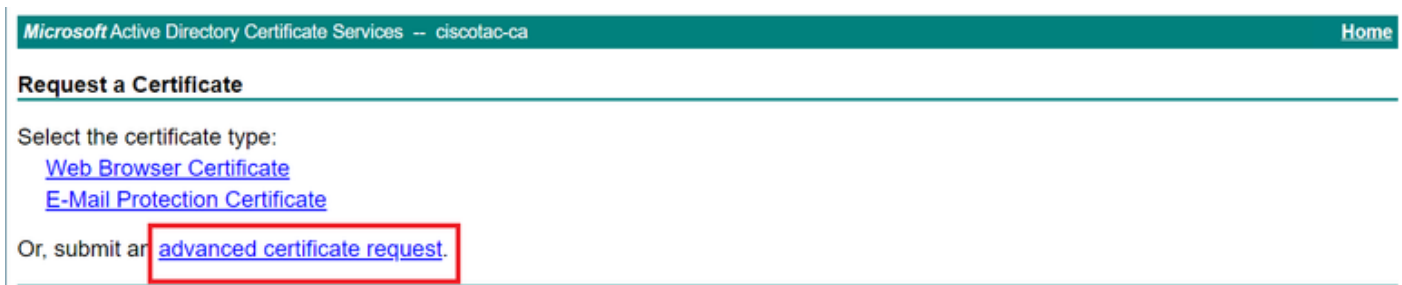 Microsoft Active Directory Certificate Services -- ciscotac-ca Home
Request a Certificate
Select the certificate type:
Web Browser Certificate
E-Mail Protection Certificate
Or, submit an advanced certificate request.